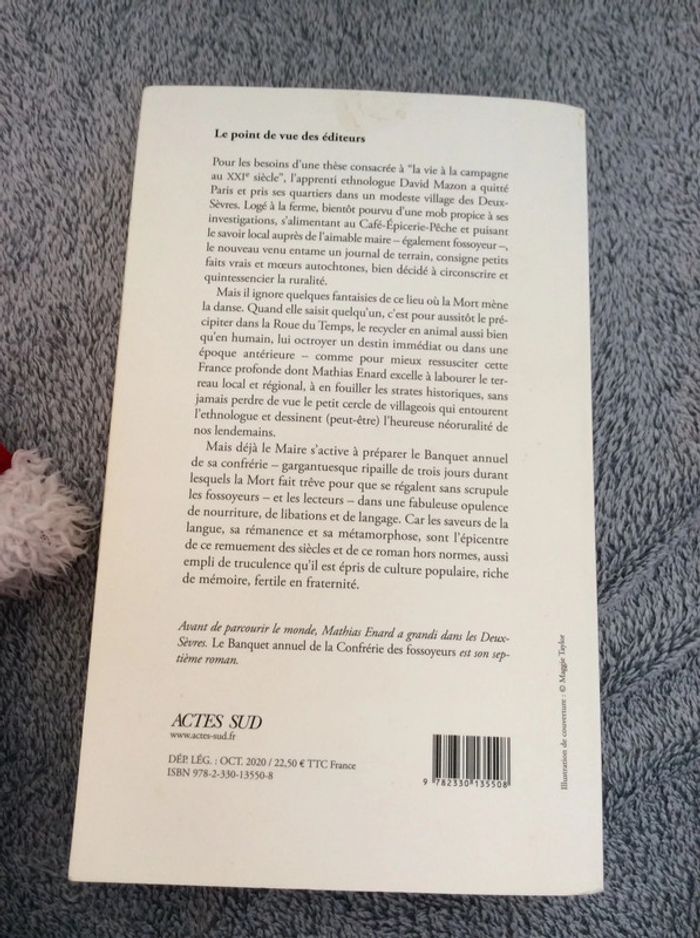 Le point de vue des éditeurs
Pour les besoins d'une thèse consacrée à "la vie à la campagne
au XXIe siècle", l'apprenti ethnologue David Mazon a quitté
Paris et pris ses quartiers dans un modeste village des Deux-
Sèvres. Logé à la ferme, bientôt pourvu d'une mob propice à ses
investigations, s'alimentant au Café-Épicerie-Pêche et puisant
le savoir local auprès de l'aimable maire – également fossoyeur –,
le nouveau venu entame un journal de terrain, consigne petits
faits vrais et mœurs autochtones, bien décidé à circonscrire et
quintessencier la ruralité.
Mais il ignore quelques fantaisies de ce lieu où la Mort mène
la danse. Quand elle saisit quelqu'un, c'est pour aussitôt le pré-
cipiter dans la Roue du Temps, le recycler en animal aussi bien
qu'en humain, lui octroyer un destin immédiat ou dans une
époque antérieure – comme pour mieux ressusciter cette
France profonde dont Mathias Enard excelle à labourer le ter-
reau local et régional, à en fouiller les strates historiques, sans
jamais perdre de vue le petit cercle de villageois qui entourent
l'ethnologue et dessinent (peut-être) l'heureuse néoruralité de
nos lendemains.
Mais déjà le Maire s'active à préparer le Banquet annuel
de sa confrérie – gargantuesque ripaille de trois jours durant
lesquels la Mort fait trêve pour que se régalent sans scrupule
les fossoyeurs – et les lecteurs – dans une fabuleuse opulence
de nourriture, de libations et de langage. Car les saveurs de la
langue, sa rémanence et sa métamorphose, sont l'épicentre
de ce remuement des siècles et de ce roman hors normes, aussi
empli de truculence qu'il est épris de culture populaire, riche
de mémoire, fertile en fraternité.
Avant de parcourir le monde, Mathias Enard a grandi dans les Deux-
Sèvres. Le Banquet annuel de la Confrérie des fossoyeurs est son sep-
tième roman.
ACTES SUD
www.actes-sud.fr
DÉP. LÉG. : OCT. 2020 / 22,50 € TTC France
ISBN 978-2-330-13550-8
9 782330 135508
Illustration de couverture : © Maggie Taylor